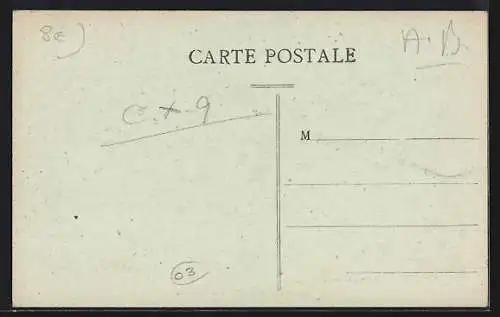 8€
A.B.
CARTE POSTALE
C+9
M
03